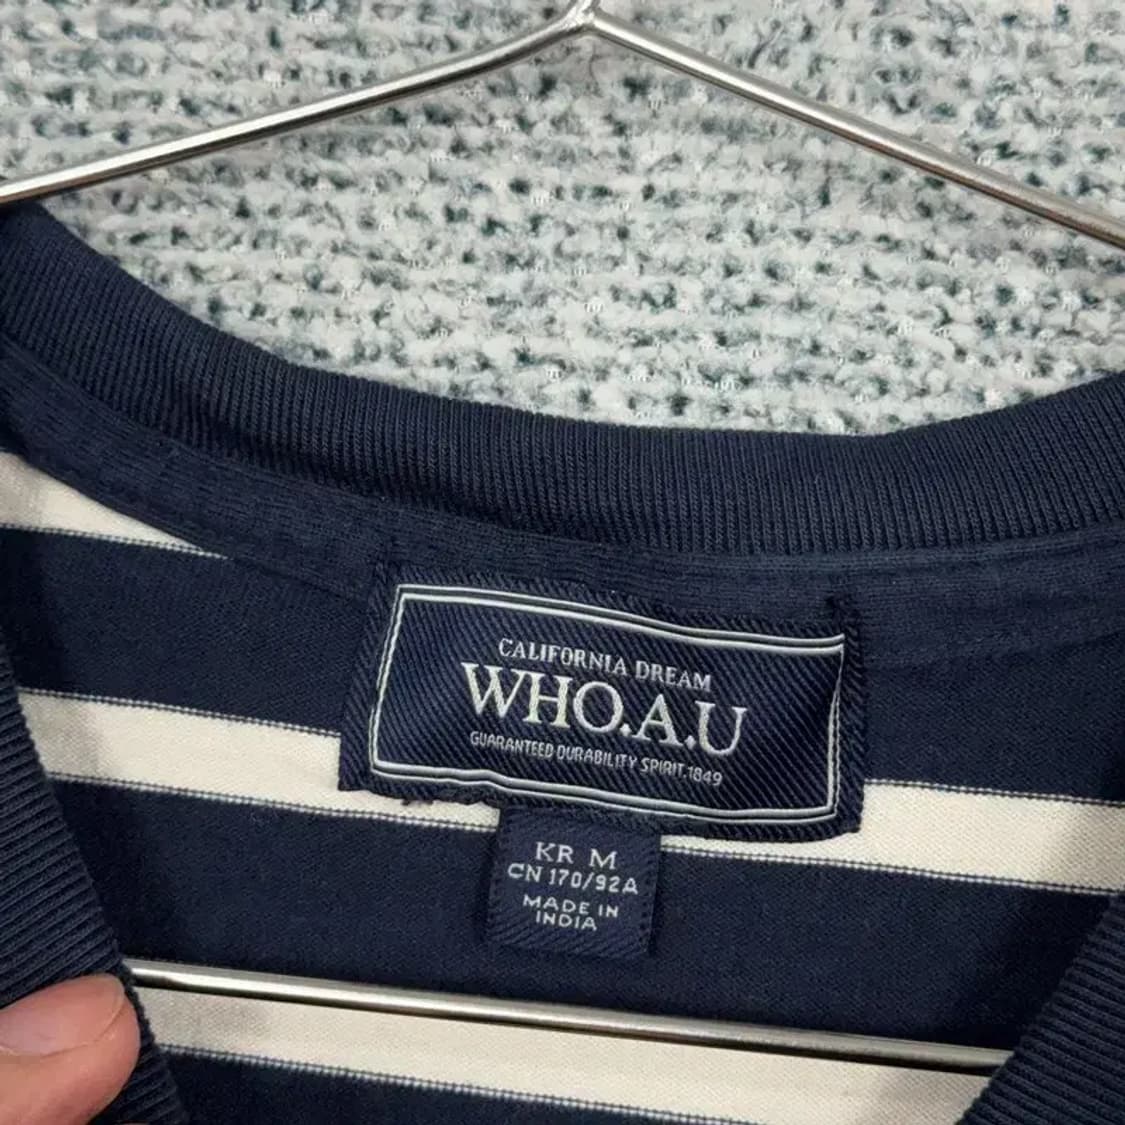 CALIFORNIA DREAM
WHO.A.U
GUARANTEED DURABILITY SPIRIT.1849
KR M
CN 170/92A
MADE IN
INDIA